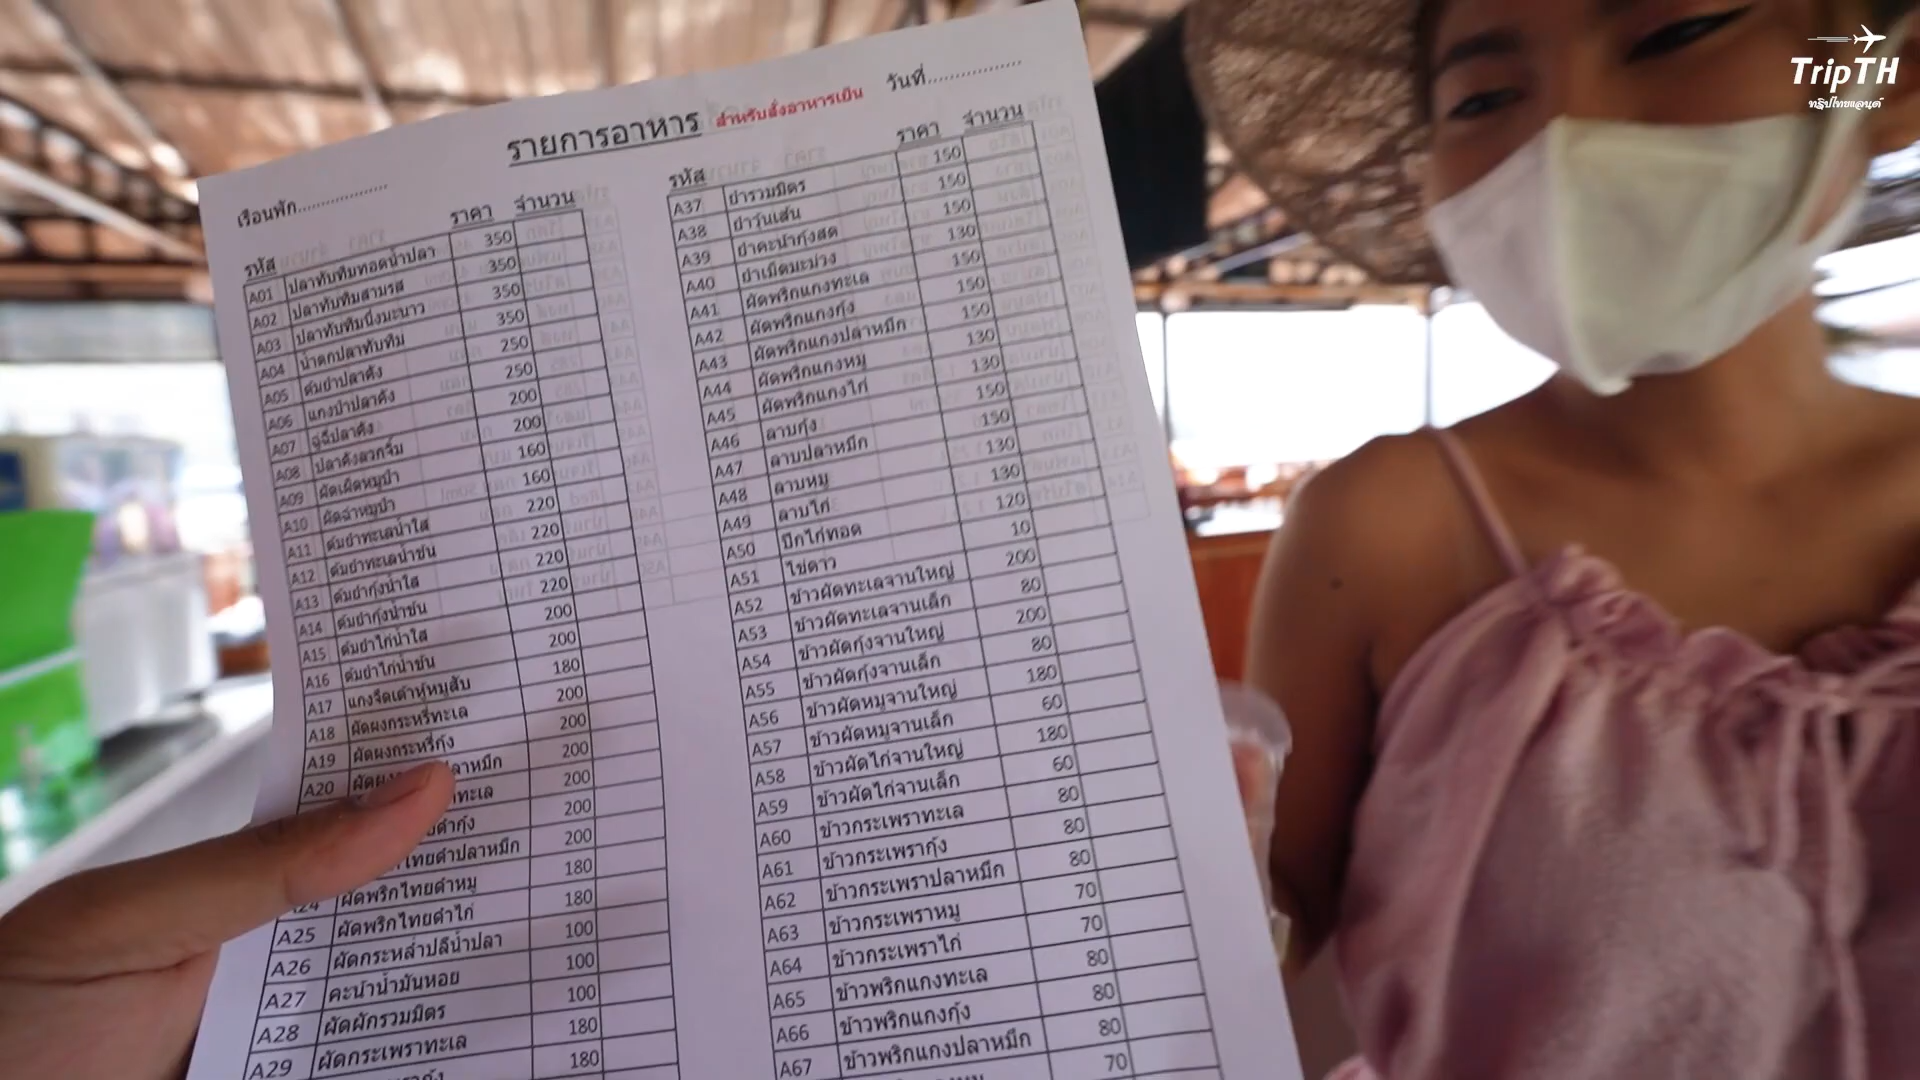 TripTH
ทริปไทยแลนด์
รายการอาหาร สำหรับสั่งอาหารเย็น วันที่..................
เรือนพัก..................
รหัส ราคา จำนวน
A01 ปลาทับทิมทอดน้ำปลา 350
A02 ปลาทับทิมสามรส 350
A03 ปลาทับทิมนึ่งมะนาว 350
A04 น้ำตกปลาทับทิม 350
A05 ต้มยำปลาคัง 250
A06 แกงป่าปลาคัง 250
A07 ฉู่ฉี่ปลาคัง 200
A08 ปลาคังลวกจิ้ม 200
A09 ผัดเผ็ดหมูป่า 160
A10 ผัดฉ่าหมูป่า 160
A11 ต้มยำทะเลน้ำใส 220
A12 ต้มยำทะเลน้ำข้น 220
A13 ต้มยำกุ้งน้ำใส 220
A14 ต้มยำกุ้งน้ำข้น 220
A15 ต้มยำไก่น้ำใส 200
A16 ต้มยำไก่น้ำข้น 200
A17 แกงจืดเต้าหู้หมูสับ 180
A18 ผัดผงกระหรี่ทะเล 200
A19 ผัดผงกระหรี่กุ้ง 200
A20 ปลาหมึก 200
ทะเล 200
ดำกุ้ง 200
ไทยดำปลาหมึก 200
A24 ผัดพริกไทยดำหมู 180
A25 ผัดพริกไทยดำไก่ 180
A26 ผัดกระหล่ำปลีน้ำปลา 100
A27 คะน้าน้ำมันหอย 100
A28 ผัดผักรวมมิตร 100
A29 ผัดกระเพราทะเล 180
180
รหัส ราคา จำนวน
A37 ยำรวมมิตร 150
A38 ยำวุ้นเส้น 150
A39 ยำคะน้ากุ้งสด 150
A40 ยำเม็ดมะม่วง 130
A41 ผัดพริกแกงทะเล 150
A42 ผัดพริกแกงกุ้ง 150
A43 ผัดพริกแกงปลาหมึก 150
A44 ผัดพริกแกงหมู 130
A45 ผัดพริกแกงไก่ 130
A46 ลาบกุ้ง 150
A47 ลาบปลาหมึก 150
A48 ลาบหมู 130
A49 ลาบไก่ 130
A50 ปีกไก่ทอด 120
A51 ไข่ดาว 10
A52 ข้าวผัดทะเลจานใหญ่ 200
A53 ข้าวผัดทะเลจานเล็ก 80
A54 ข้าวผัดกุ้งจานใหญ่ 200
A55 ข้าวผัดกุ้งจานเล็ก 80
A56 ข้าวผัดหมูจานใหญ่ 180
A57 ข้าวผัดหมูจานเล็ก 60
A58 ข้าวผัดไก่จานใหญ่ 180
A59 ข้าวผัดไก่จานเล็ก 60
A60 ข้าวกระเพราทะเล 80
A61 ข้าวกระเพรากุ้ง 80
A62 ข้าวกระเพราปลาหมึก 80
A63 ข้าวกระเพราหมู 70
A64 ข้าวกระเพราไก่ 70
A65 ข้าวพริกแกงทะเล 80
A66 ข้าวพริกแกงกุ้ง 80
A67 ข้าวพริกแกงปลาหมึก 80
70